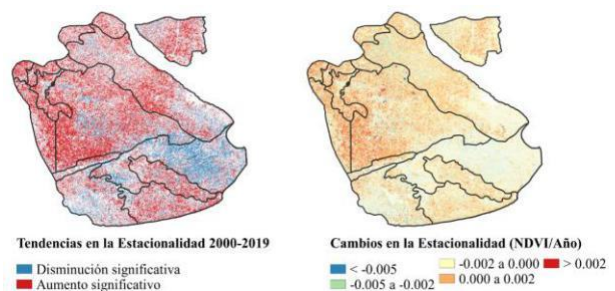 Tendencias en la Estacionalidad 2000-2019
Disminución significativa
Aumento significativo
Cambios en la Estacionalidad (NDVI/Año)
< -0.005
-0.005 a -0.002
-0.002 a 0.000
0.000 a 0.002
> 0.002